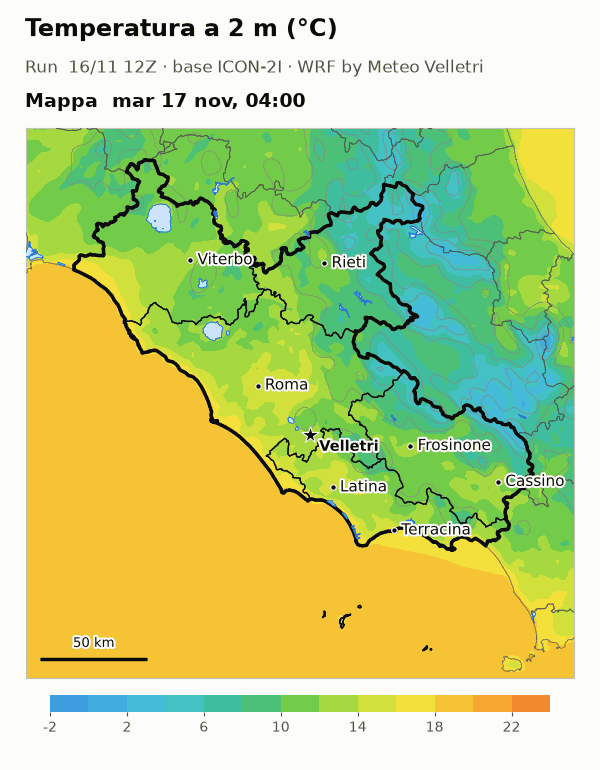 Temperatura a 2 m (°C)
Run  16/11 12Z · base ICON-2I · WRF by Meteo Velletri
Mappa  mar 17 nov, 04:00
Viterbo
Rieti
Roma
Velletri
Frosinone
Cassino
Latina
Terracina
50 km
-2 2 6 10 14 18 22